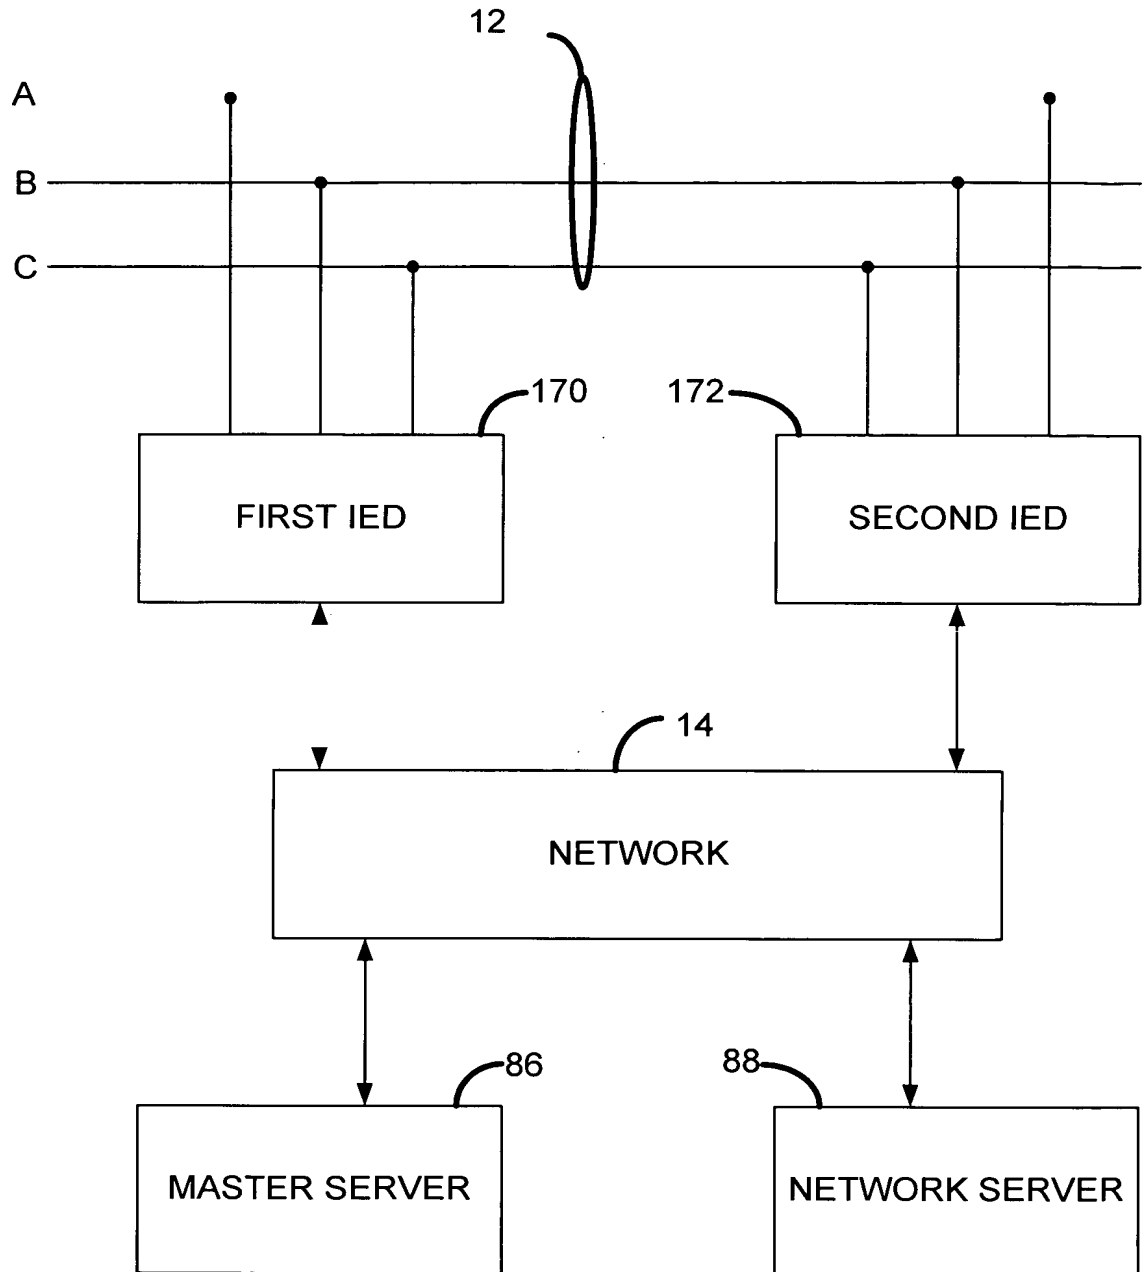 12
A
B
C
170
172
FIRST IED
SECOND IED
14
NETWORK
86
88
MASTER SERVER
NETWORK SERVER